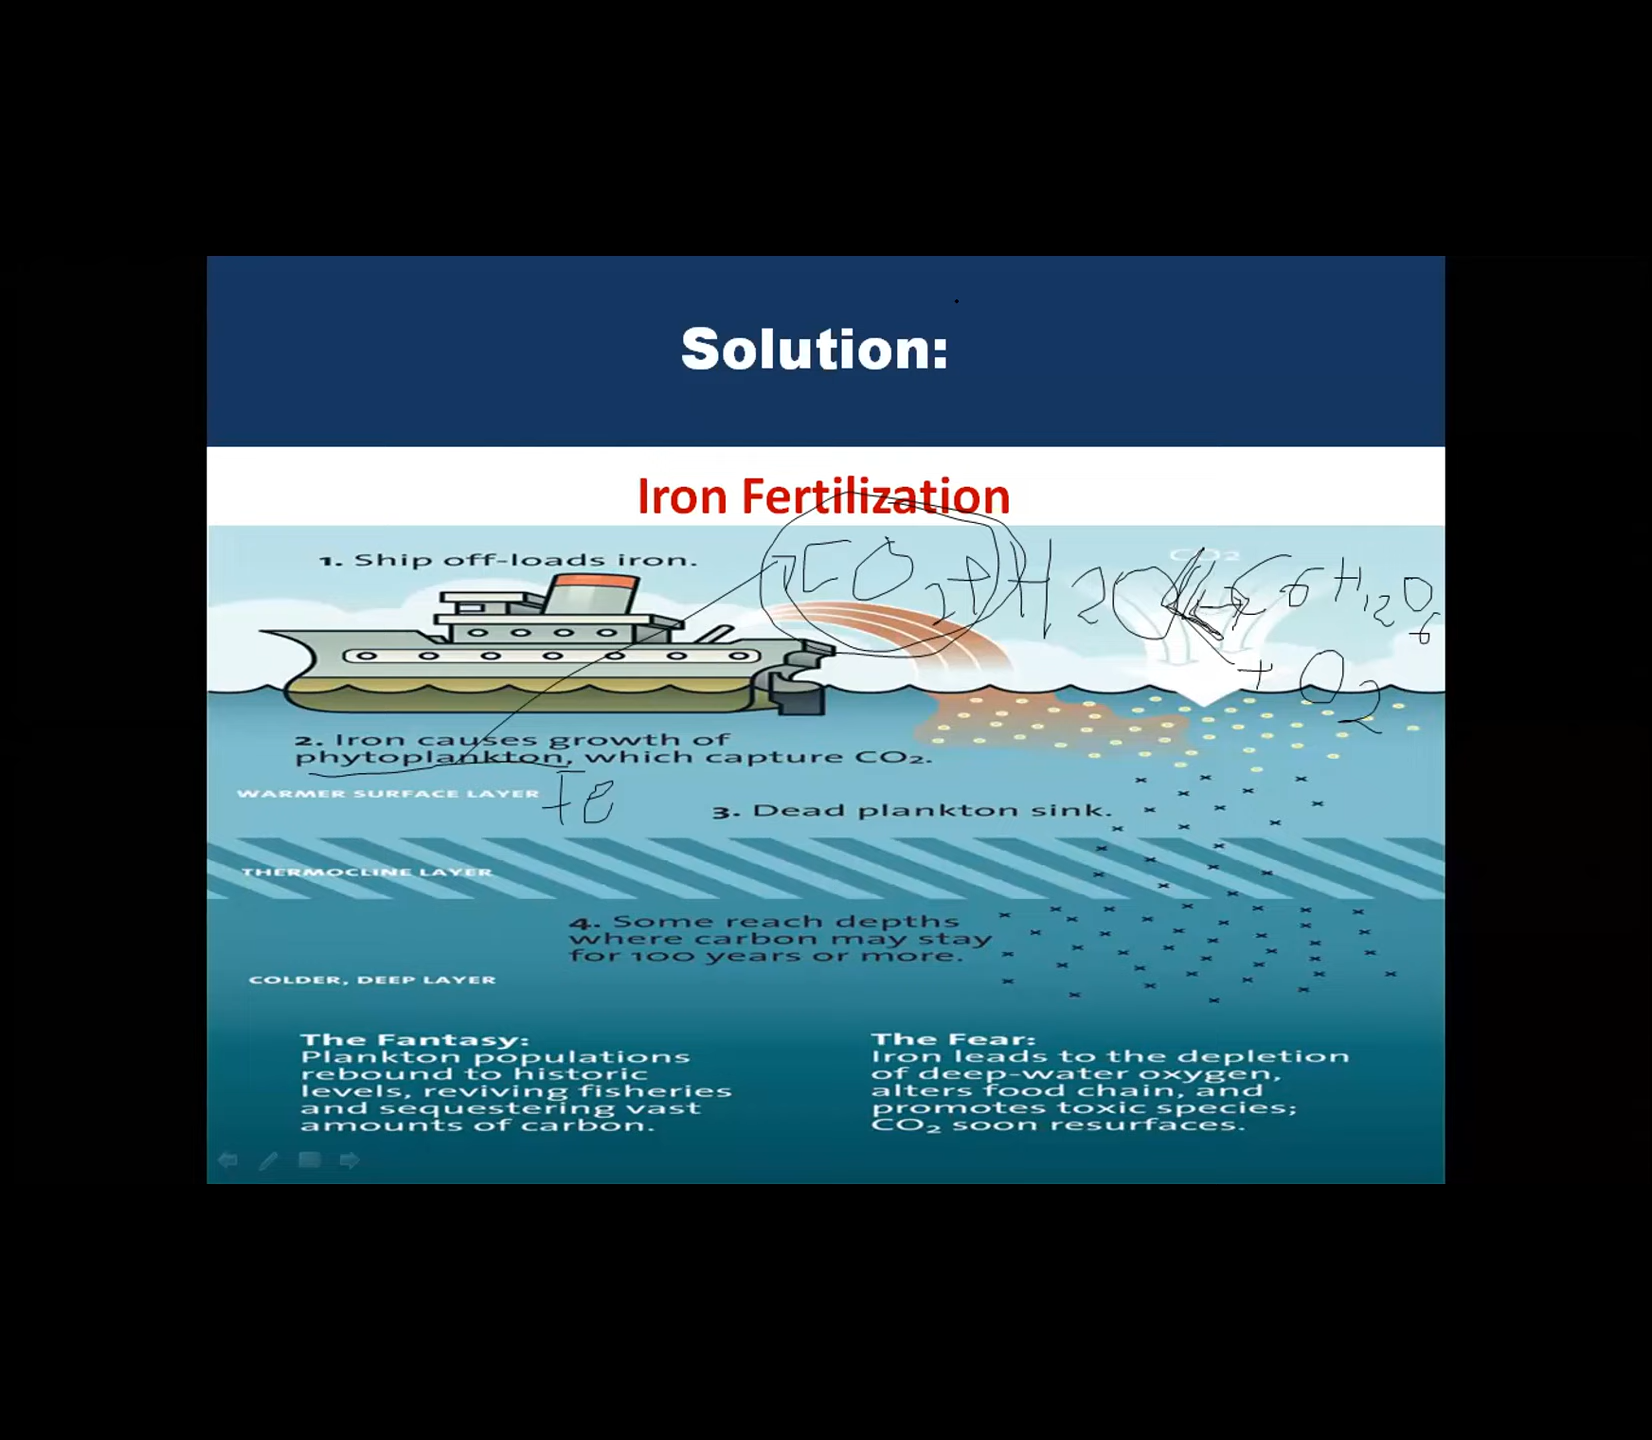 Solution:
Iron Fertilization
1. Ship off-loads iron.
CO2
CO2 + H2O → C6H12O6
+ O2
2. Iron causes growth of
phytoplankton, which capture CO2.
Fe
WARMER SURFACE LAYER
3. Dead plankton sink.
THERMOCLINE LAYER
4. Some reach depths
where carbon may stay
for 100 years or more.
COLDER, DEEP LAYER
The Fantasy:
Plankton populations
rebound to historic
levels, reviving fisheries
and sequestering vast
amounts of carbon.
The Fear:
Iron leads to the depletion
of deep-water oxygen,
alters food chain, and
promotes toxic species;
CO2 soon resurfaces.